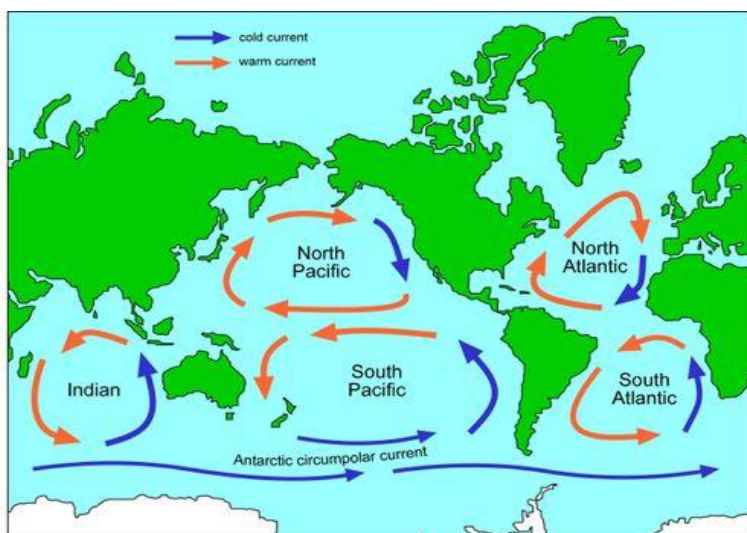 cold current
warm current
North
Pacific
North
Atlantic
Indian
South
Pacific
South
Atlantic
Antarctic circumpolar current